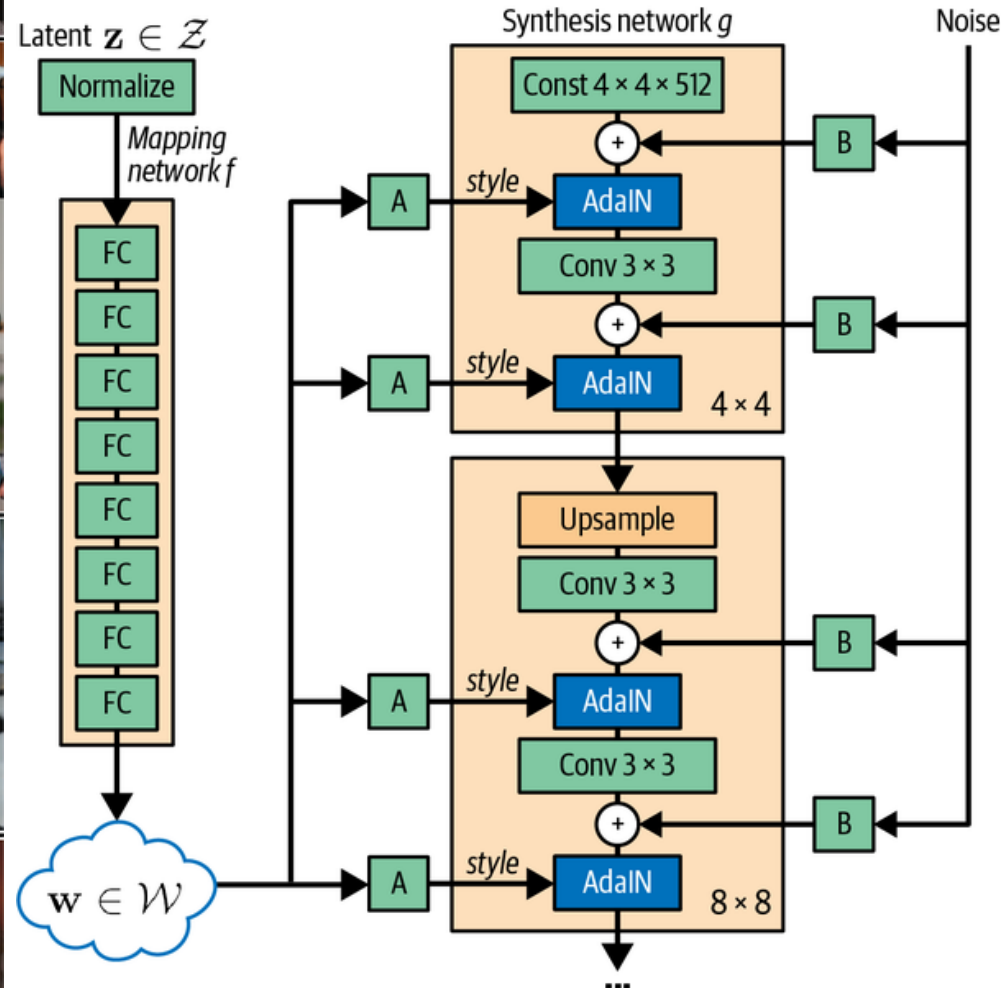 Latent z ∈ 𝒵
Normalize
Mapping
network f
FC
FC
FC
FC
FC
FC
FC
FC
w ∈ 𝒲
Synthesis network g
Noise
Const 4 × 4 × 512
+
B
A
style
AdaIN
Conv 3 × 3
+
B
A
style
AdaIN
4 × 4
Upsample
Conv 3 × 3
+
B
A
style
AdaIN
Conv 3 × 3
+
B
A
style
AdaIN
8 × 8
...